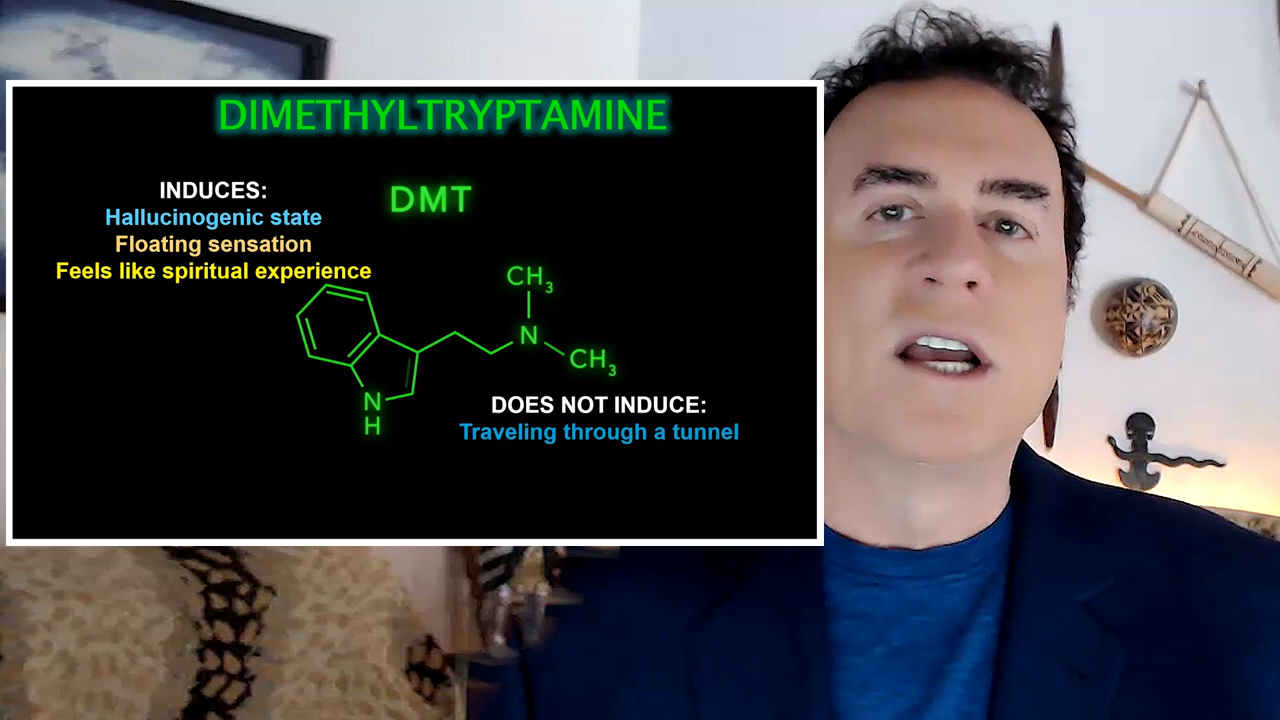 DIMETHYLTRYPTAMINE
INDUCES:
DMT
Hallucinogenic state
Floating sensation
Feels like spiritual experience
CH3
N
CH3
N
H
DOES NOT INDUCE:
Traveling through a tunnel